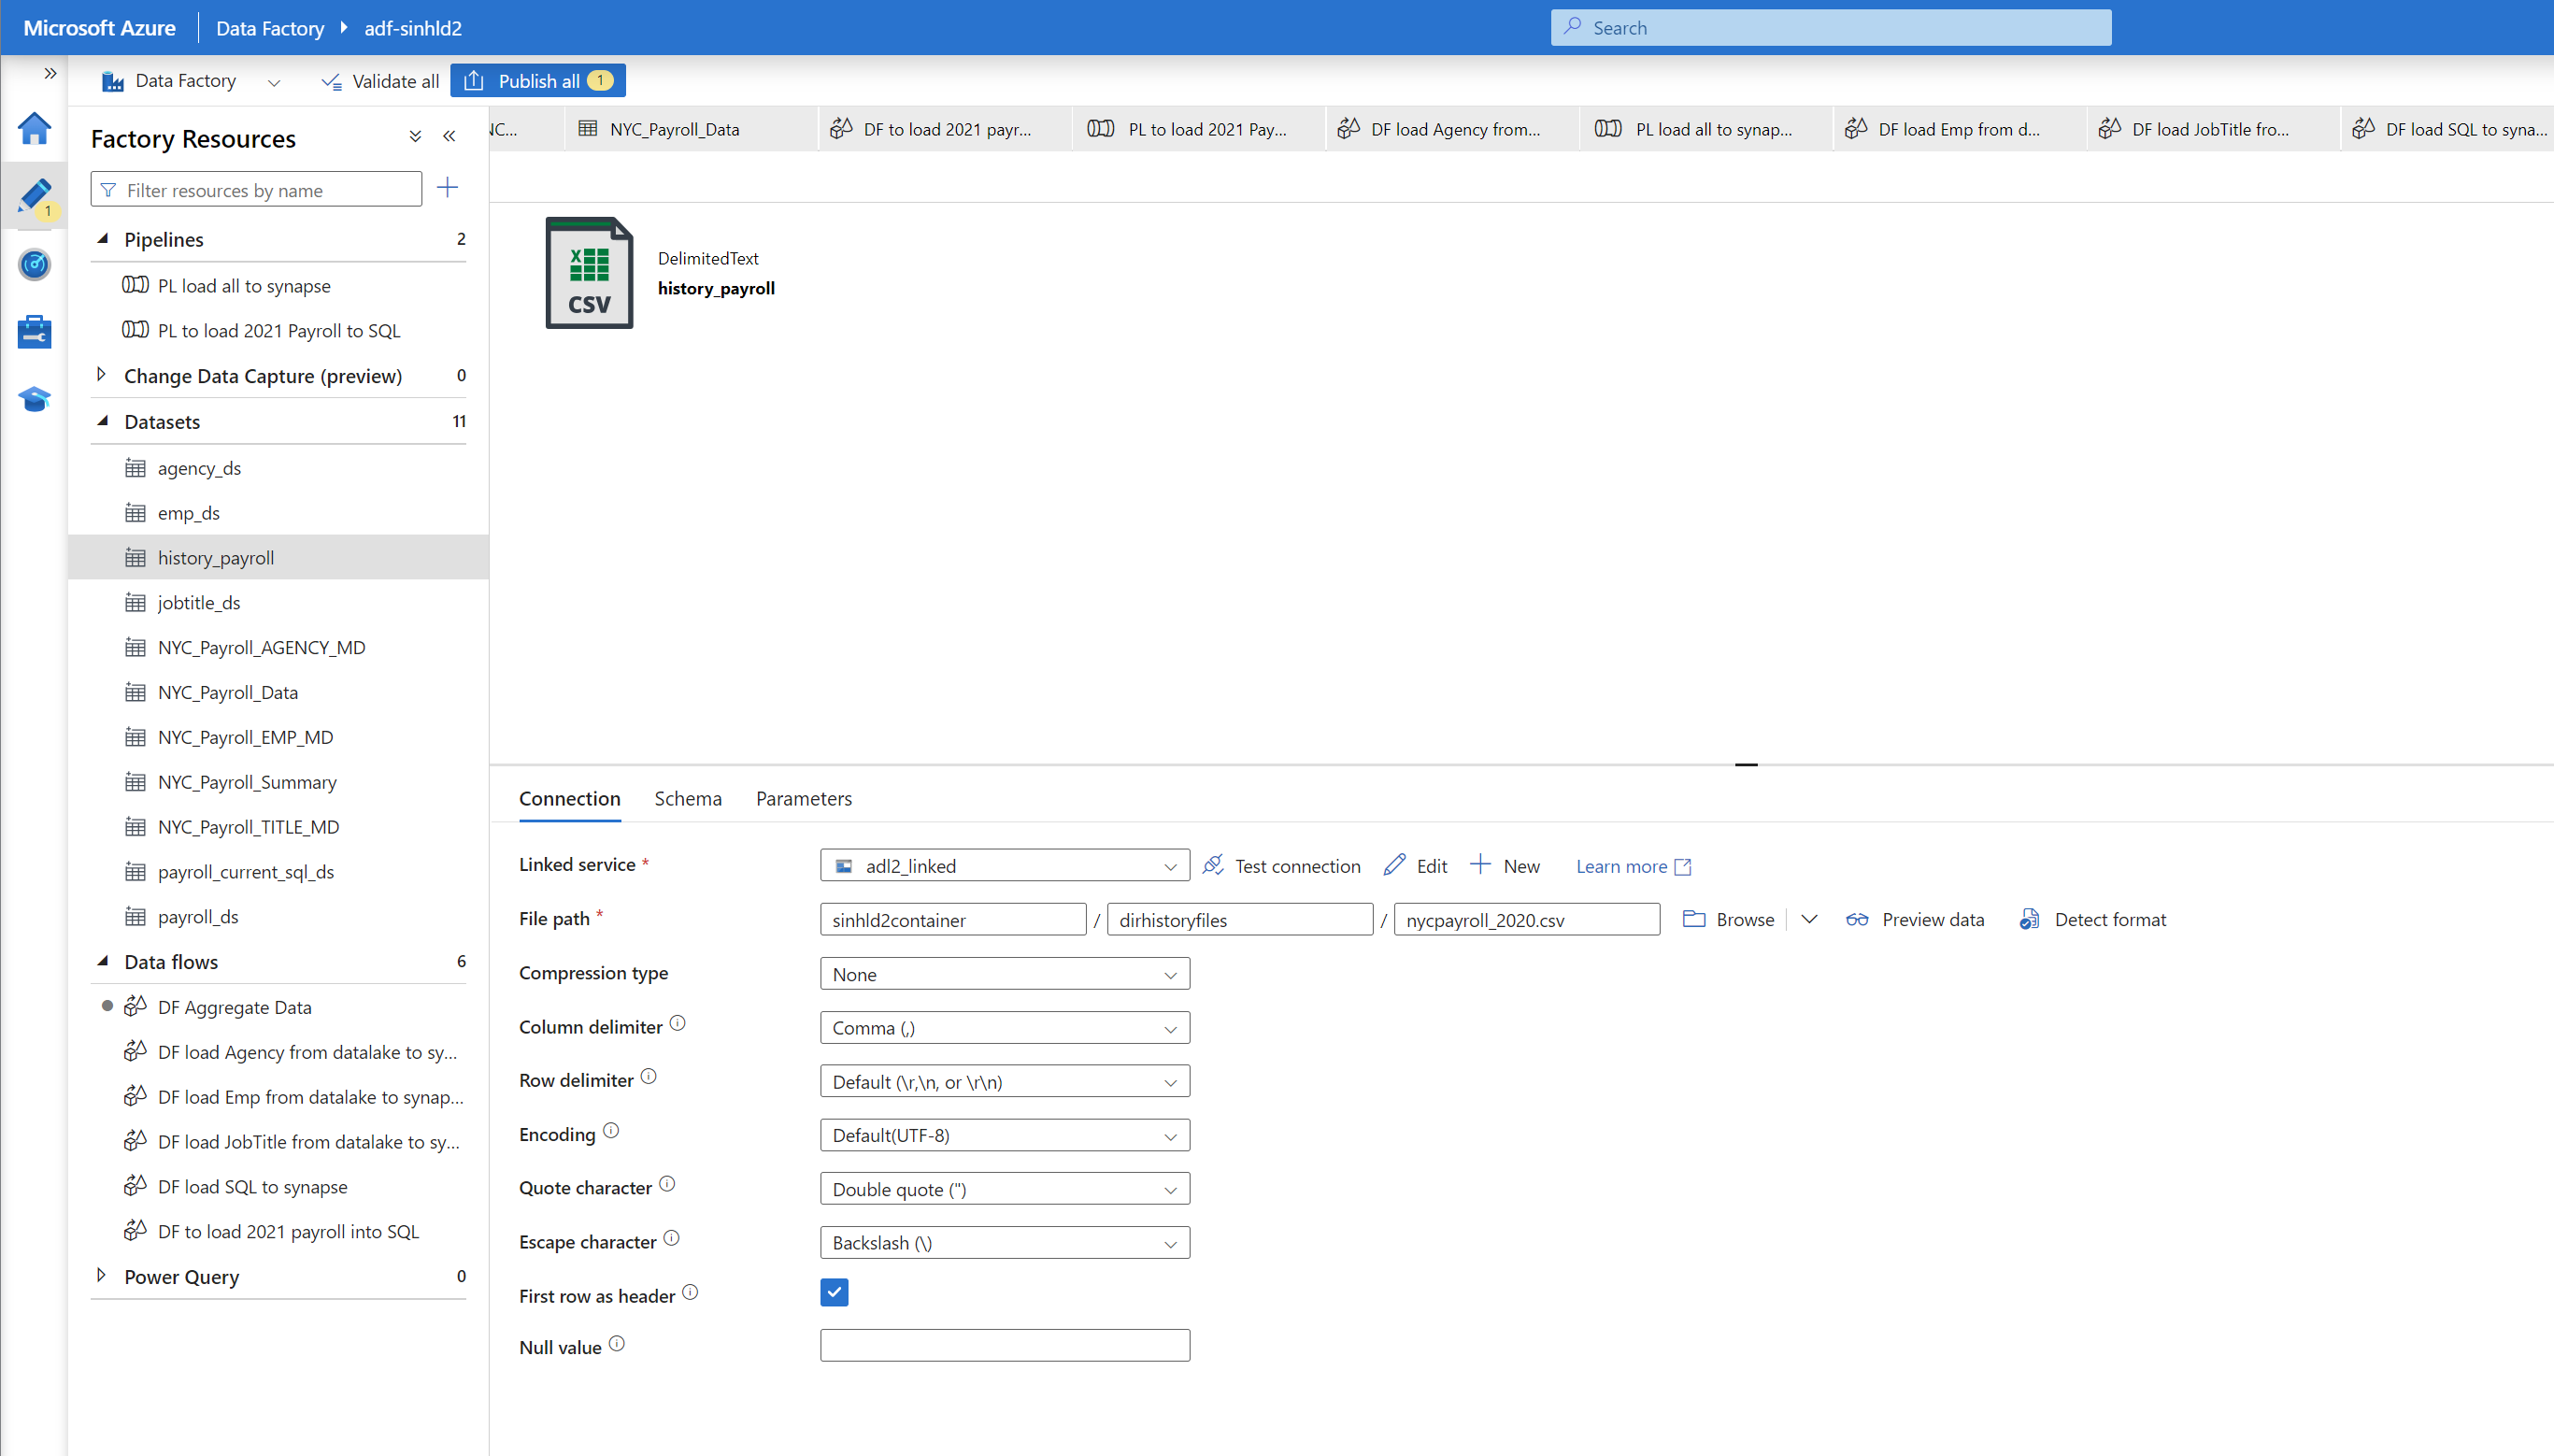 Microsoft Azure Data Factory adf-sinhld2 Search
Data Factory Validate all Publish all 1
Factory Resources
Filter resources by name
1
Pipelines 2
PL load all to synapse
PL to load 2021 Payroll to SQL
Change Data Capture (preview) 0
Datasets 11
agency_ds
emp_ds
history_payroll
jobtitle_ds
NYC_Payroll_AGENCY_MD
NYC_Payroll_Data
NYC_Payroll_EMP_MD
NYC_Payroll_Summary
NYC_Payroll_TITLE_MD
payroll_current_sql_ds
payroll_ds
Data flows 6
DF Aggregate Data
DF load Agency from datalake to sy...
DF load Emp from datalake to synap...
DF load JobTitle from datalake to sy...
DF load SQL to synapse
DF to load 2021 payroll into SQL
Power Query 0
NYC_Payroll_Data DF to load 2021 payr... PL to load 2021 Pay... DF load Agency from... PL load all to synap... DF load Emp from d... DF load JobTitle fro... DF load SQL to syna...
X
CSV
DelimitedText
history_payroll
Connection Schema Parameters
Linked service * adl2_linked Test connection Edit New Learn more
File path * sinhld2container / dirhistoryfiles / nycpayroll_2020.csv Browse Preview data Detect format
Compression type None
Column delimiter Comma (,)
Row delimiter Default (\r,\n, or \r\n)
Encoding Default(UTF-8)
Quote character Double quote (")
Escape character Backslash (\)
First row as header
Null value